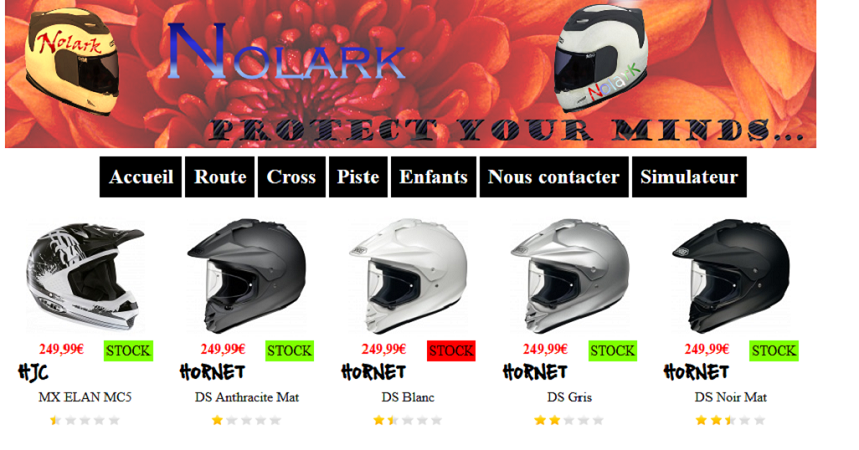 Nolark
NOLARK
Nolark
PROTECT YOUR MINDS...
Accueil Route Cross Piste Enfants Nous contacter Simulateur
249,99€ STOCK 249,99€ STOCK 249,99€ STOCK 249,99€ STOCK 249,99€ STOCK
HJC HORNET HORNET HORNET HORNET
MX ELAN MC5 DS Anthracite Mat DS Blanc DS Gris DS Noir Mat